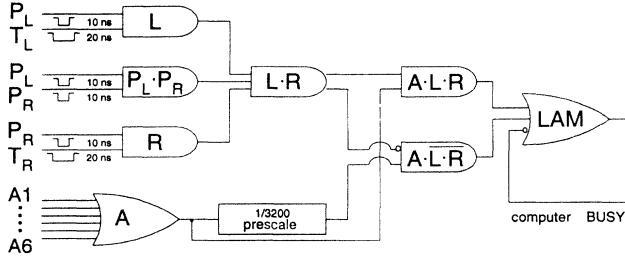 P_L
10 ns
T_L
20 ns
L
P_L
10 ns
P_R
10 ns
P_L·P_R
P_R
10 ns
T_R
20 ns
R
L·R
A·L·R
A·L̅·̅R̅
LAM
A1
A6
A
1/3200
prescale
computer BUSY